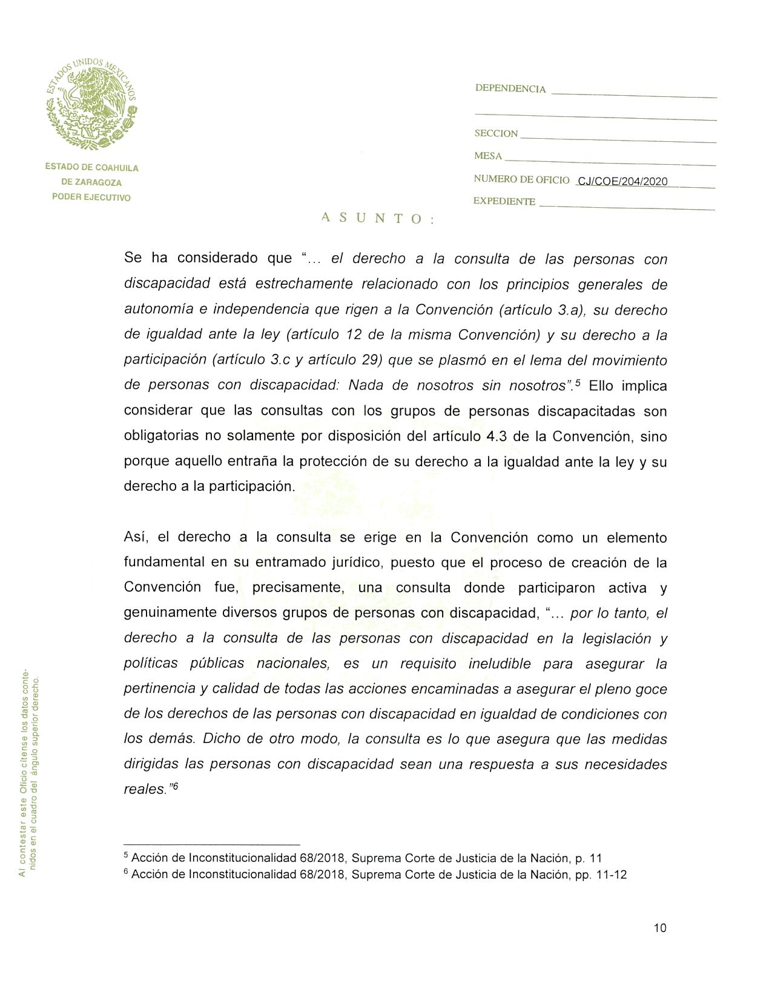 ESTADOS UNIDOS MEXICANOS
ESTADO DE COAHUILA
DE ZARAGOZA
PODER EJECUTIVO
DEPENDENCIA
SECCION
MESA
NUMERO DE OFICIO CJ/COE/204/2020
EXPEDIENTE
A S U N T O :
Se ha considerado que “... el derecho a la consulta de las personas con
discapacidad está estrechamente relacionado con los principios generales de
autonomía e independencia que rigen a la Convención (artículo 3.a), su derecho
de igualdad ante la ley (artículo 12 de la misma Convención) y su derecho a la
participación (artículo 3.c y artículo 29) que se plasmó en el lema del movimiento
de personas con discapacidad: Nada de nosotros sin nosotros”.⁵ Ello implica
considerar que las consultas con los grupos de personas discapacitadas son
obligatorias no solamente por disposición del artículo 4.3 de la Convención, sino
porque aquello entraña la protección de su derecho a la igualdad ante la ley y su
derecho a la participación.
Así, el derecho a la consulta se erige en la Convención como un elemento
fundamental en su entramado jurídico, puesto que el proceso de creación de la
Convención fue, precisamente, una consulta donde participaron activa y
genuinamente diversos grupos de personas con discapacidad, “... por lo tanto, el
derecho a la consulta de las personas con discapacidad en la legislación y
políticas públicas nacionales, es un requisito ineludible para asegurar la
pertinencia y calidad de todas las acciones encaminadas a asegurar el pleno goce
de los derechos de las personas con discapacidad en igualdad de condiciones con
los demás. Dicho de otro modo, la consulta es lo que asegura que las medidas
dirigidas las personas con discapacidad sean una respuesta a sus necesidades
reales.”⁶
⁵ Acción de Inconstitucionalidad 68/2018, Suprema Corte de Justicia de la Nación, p. 11
⁶ Acción de Inconstitucionalidad 68/2018, Suprema Corte de Justicia de la Nación, pp. 11-12
10
Al contestar este Oficio cítense los datos conte-
nidos en el cuadro del ángulo superior derecho.